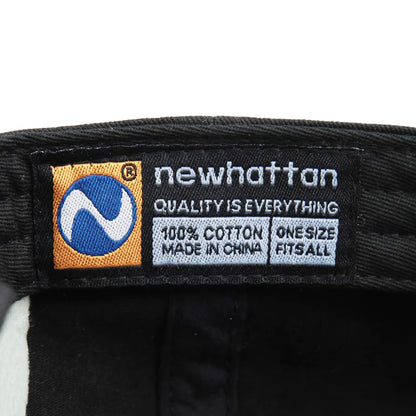 ® newhattan
QUALITY IS EVERYTHING
100% COTTON
MADE IN CHINA
ONE SIZE
FITS ALL